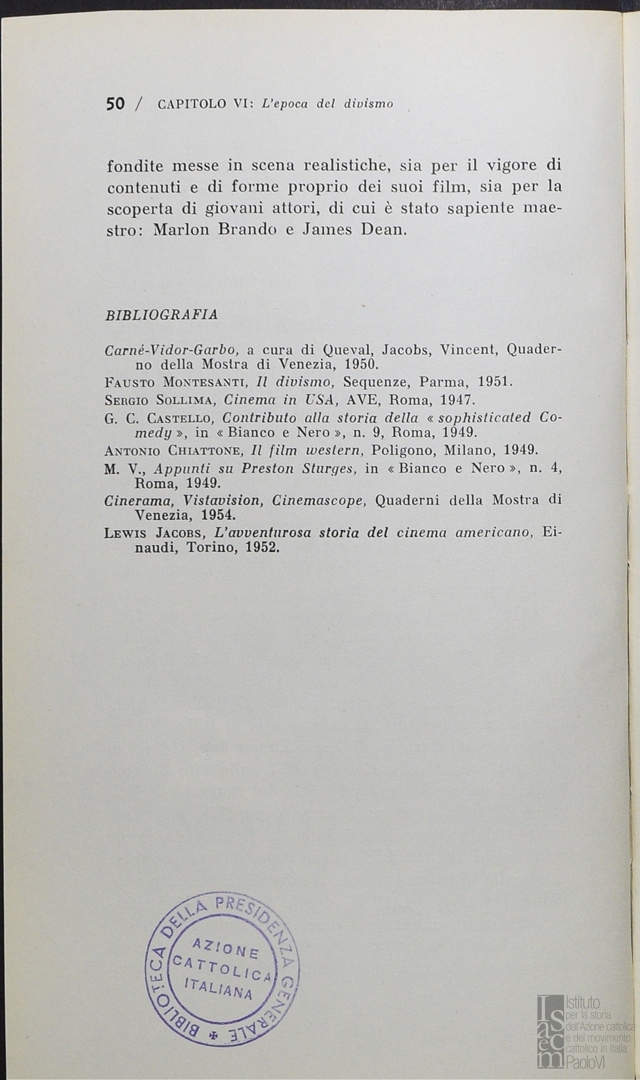 50 / CAPITOLO VI: L'epoca del divismo
fondite messe in scena realistiche, sia per il vigore di
contenuti e di forme proprio dei suoi film, sia per la
scoperta di giovani attori, di cui è stato sapiente mae-
stro: Marlon Brando e James Dean.
BIBLIOGRAFIA
Carné-Vidor-Garbo, a cura di Queval, Jacobs, Vincent, Quader-
no della Mostra di Venezia, 1950.
FAUSTO MONTESANTI, Il divismo, Sequenze, Parma, 1951.
SERGIO SOLLIMA, Cinema in USA, AVE, Roma, 1947.
G. C. CASTELLO, Contributo alla storia della « sophisticated Co-
medy », in « Bianco e Nero », n. 9, Roma, 1949.
ANTONIO CHIATTONE, Il film western, Poligono, Milano, 1949.
M. V., Appunti su Preston Sturges, in « Bianco e Nero », n. 4,
Roma, 1949.
Cinerama, Vistavision, Cinemascope, Quaderni della Mostra di
Venezia, 1954.
LEWIS JACOBS, L'avventurosa storia del cinema americano, Ei-
naudi, Torino, 1952.
BIBLIOTECA DELLA PRESIDENZA GENERALE
AZIONE
CATTOLICA
ITALIANA
Isacem
Istituto
per la storia
dell'Azione cattolica
e del movimento
cattolico in Italia
PaoloVI